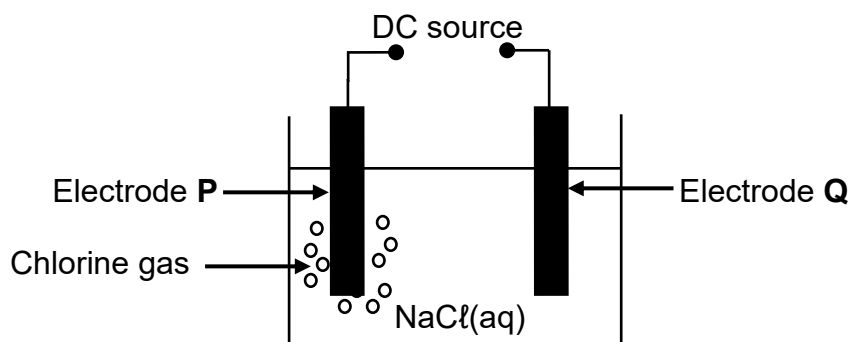 DC source
Electrode P
Electrode Q
Chlorine gas
NaCℓ(aq)